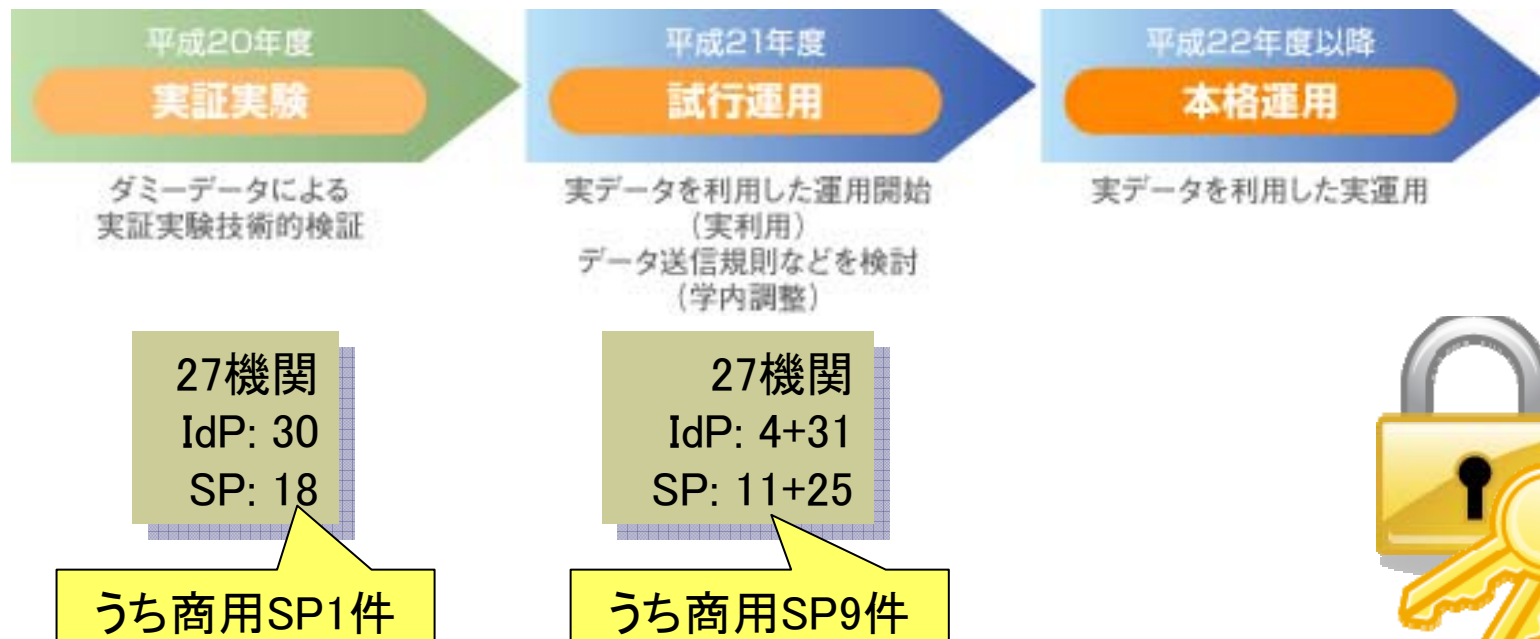 平成20年度
実証実験
ダミーデータによる
実証実験技術的検証
平成21年度
試行運用
実データを利用した運用開始
(実利用)
データ送信規則などを検討
(学内調整)
平成22年度以降
本格運用
実データを利用した実運用
27機関
IdP: 30
SP: 18
うち商用SP1件
27機関
IdP: 4+31
SP: 11+25
うち商用SP9件